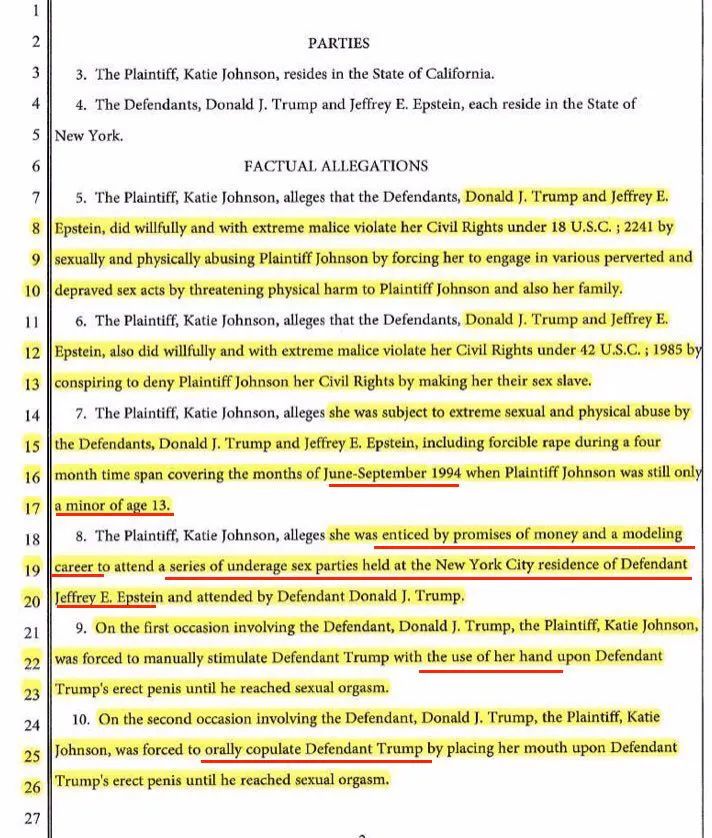 1
2 PARTIES
3 3. The Plaintiff, Katie Johnson, resides in the State of California.
4 4. The Defendants, Donald J. Trump and Jeffrey E. Epstein, each reside in the State of
5 New York.
6 FACTUAL ALLEGATIONS
7 5. The Plaintiff, Katie Johnson, alleges that the Defendants, Donald J. Trump and Jeffrey E.
8 Epstein, did willfully and with extreme malice violate her Civil Rights under 18 U.S.C. ; 2241 by
9 sexually and physically abusing Plaintiff Johnson by forcing her to engage in various perverted and
10 depraved sex acts by threatening physical harm to Plaintiff Johnson and also her family.
11 6. The Plaintiff, Katie Johnson, alleges that the Defendants, Donald J. Trump and Jeffrey E.
12 Epstein, also did willfully and with extreme malice violate her Civil Rights under 42 U.S.C. ; 1985 by
13 conspiring to deny Plaintiff Johnson her Civil Rights by making her their sex slave.
14 7. The Plaintiff, Katie Johnson, alleges she was subject to extreme sexual and physical abuse by
15 the Defendants, Donald J. Trump and Jeffrey E. Epstein, including forcible rape during a four
16 month time span covering the months of June-September 1994 when Plaintiff Johnson was still only
17 a minor of age 13.
18 8. The Plaintiff, Katie Johnson, alleges she was enticed by promises of money and a modeling
19 career to attend a series of underage sex parties held at the New York City residence of Defendant
20 Jeffrey E. Epstein and attended by Defendant Donald J. Trump.
21 9. On the first occasion involving the Defendant, Donald J. Trump, the Plaintiff, Katie Johnson,
22 was forced to manually stimulate Defendant Trump with the use of her hand upon Defendant
23 Trump's erect penis until he reached sexual orgasm.
24 10. On the second occasion involving the Defendant, Donald J. Trump, the Plaintiff, Katie
25 Johnson, was forced to orally copulate Defendant Trump by placing her mouth upon Defendant
26 Trump's erect penis until he reached sexual orgasm.
27